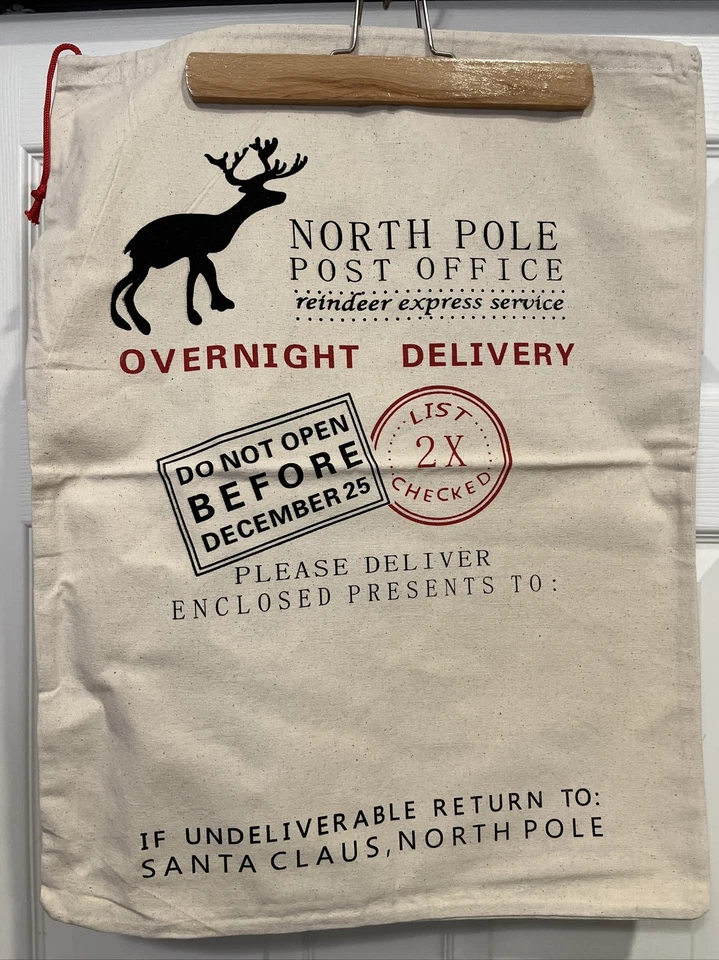 NORTH POLE
POST OFFICE
reindeer express service
OVERNIGHT DELIVERY
DO NOT OPEN
BEFORE
DECEMBER 25
LIST
2X
CHECKED
PLEASE DELIVER
ENCLOSED PRESENTS TO:
IF UNDELIVERABLE RETURN TO:
SANTA CLAUS, NORTH POLE